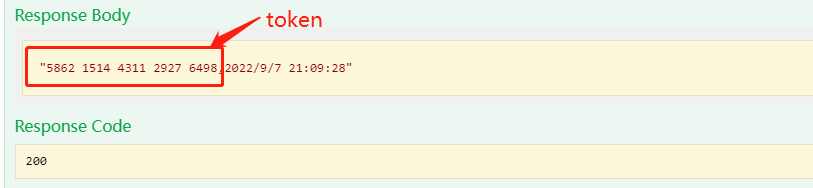 Response Body
token
"5862 1514 4311 2927 6498,2022/9/7 21:09:28"
Response Code
200